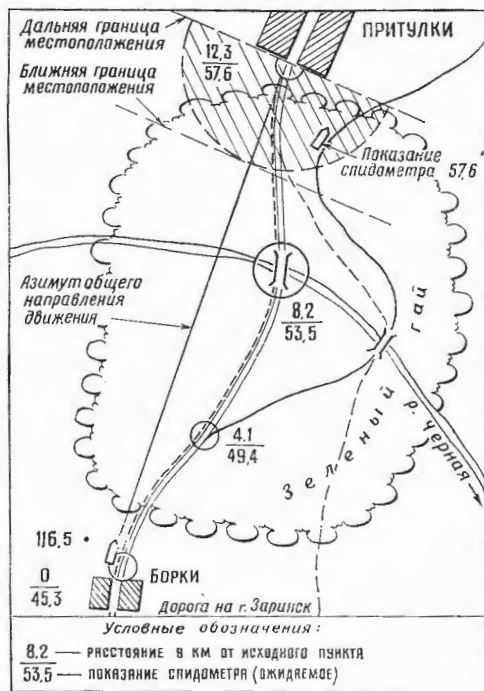 Дальняя граница
местоположения
12,3
57,6
ПРИТУЛКИ
Ближняя граница
местоположения
Показание
спидометра 57,6
Азимут общего
направления
движения
8,2
53,5
гай
Зеленый
р. Черная
4.1
49,4
116,5
0
45,3
БОРКИ
Дорога на г. Заринск
Условные обозначения:
8.2 — РАССТОЯНИЕ В КМ ОТ ИСХОДНОГО ПУНКТА
53,5 — ПОКАЗАНИЕ СПИДОМЕТРА (ОЖИДАЕМОЕ)